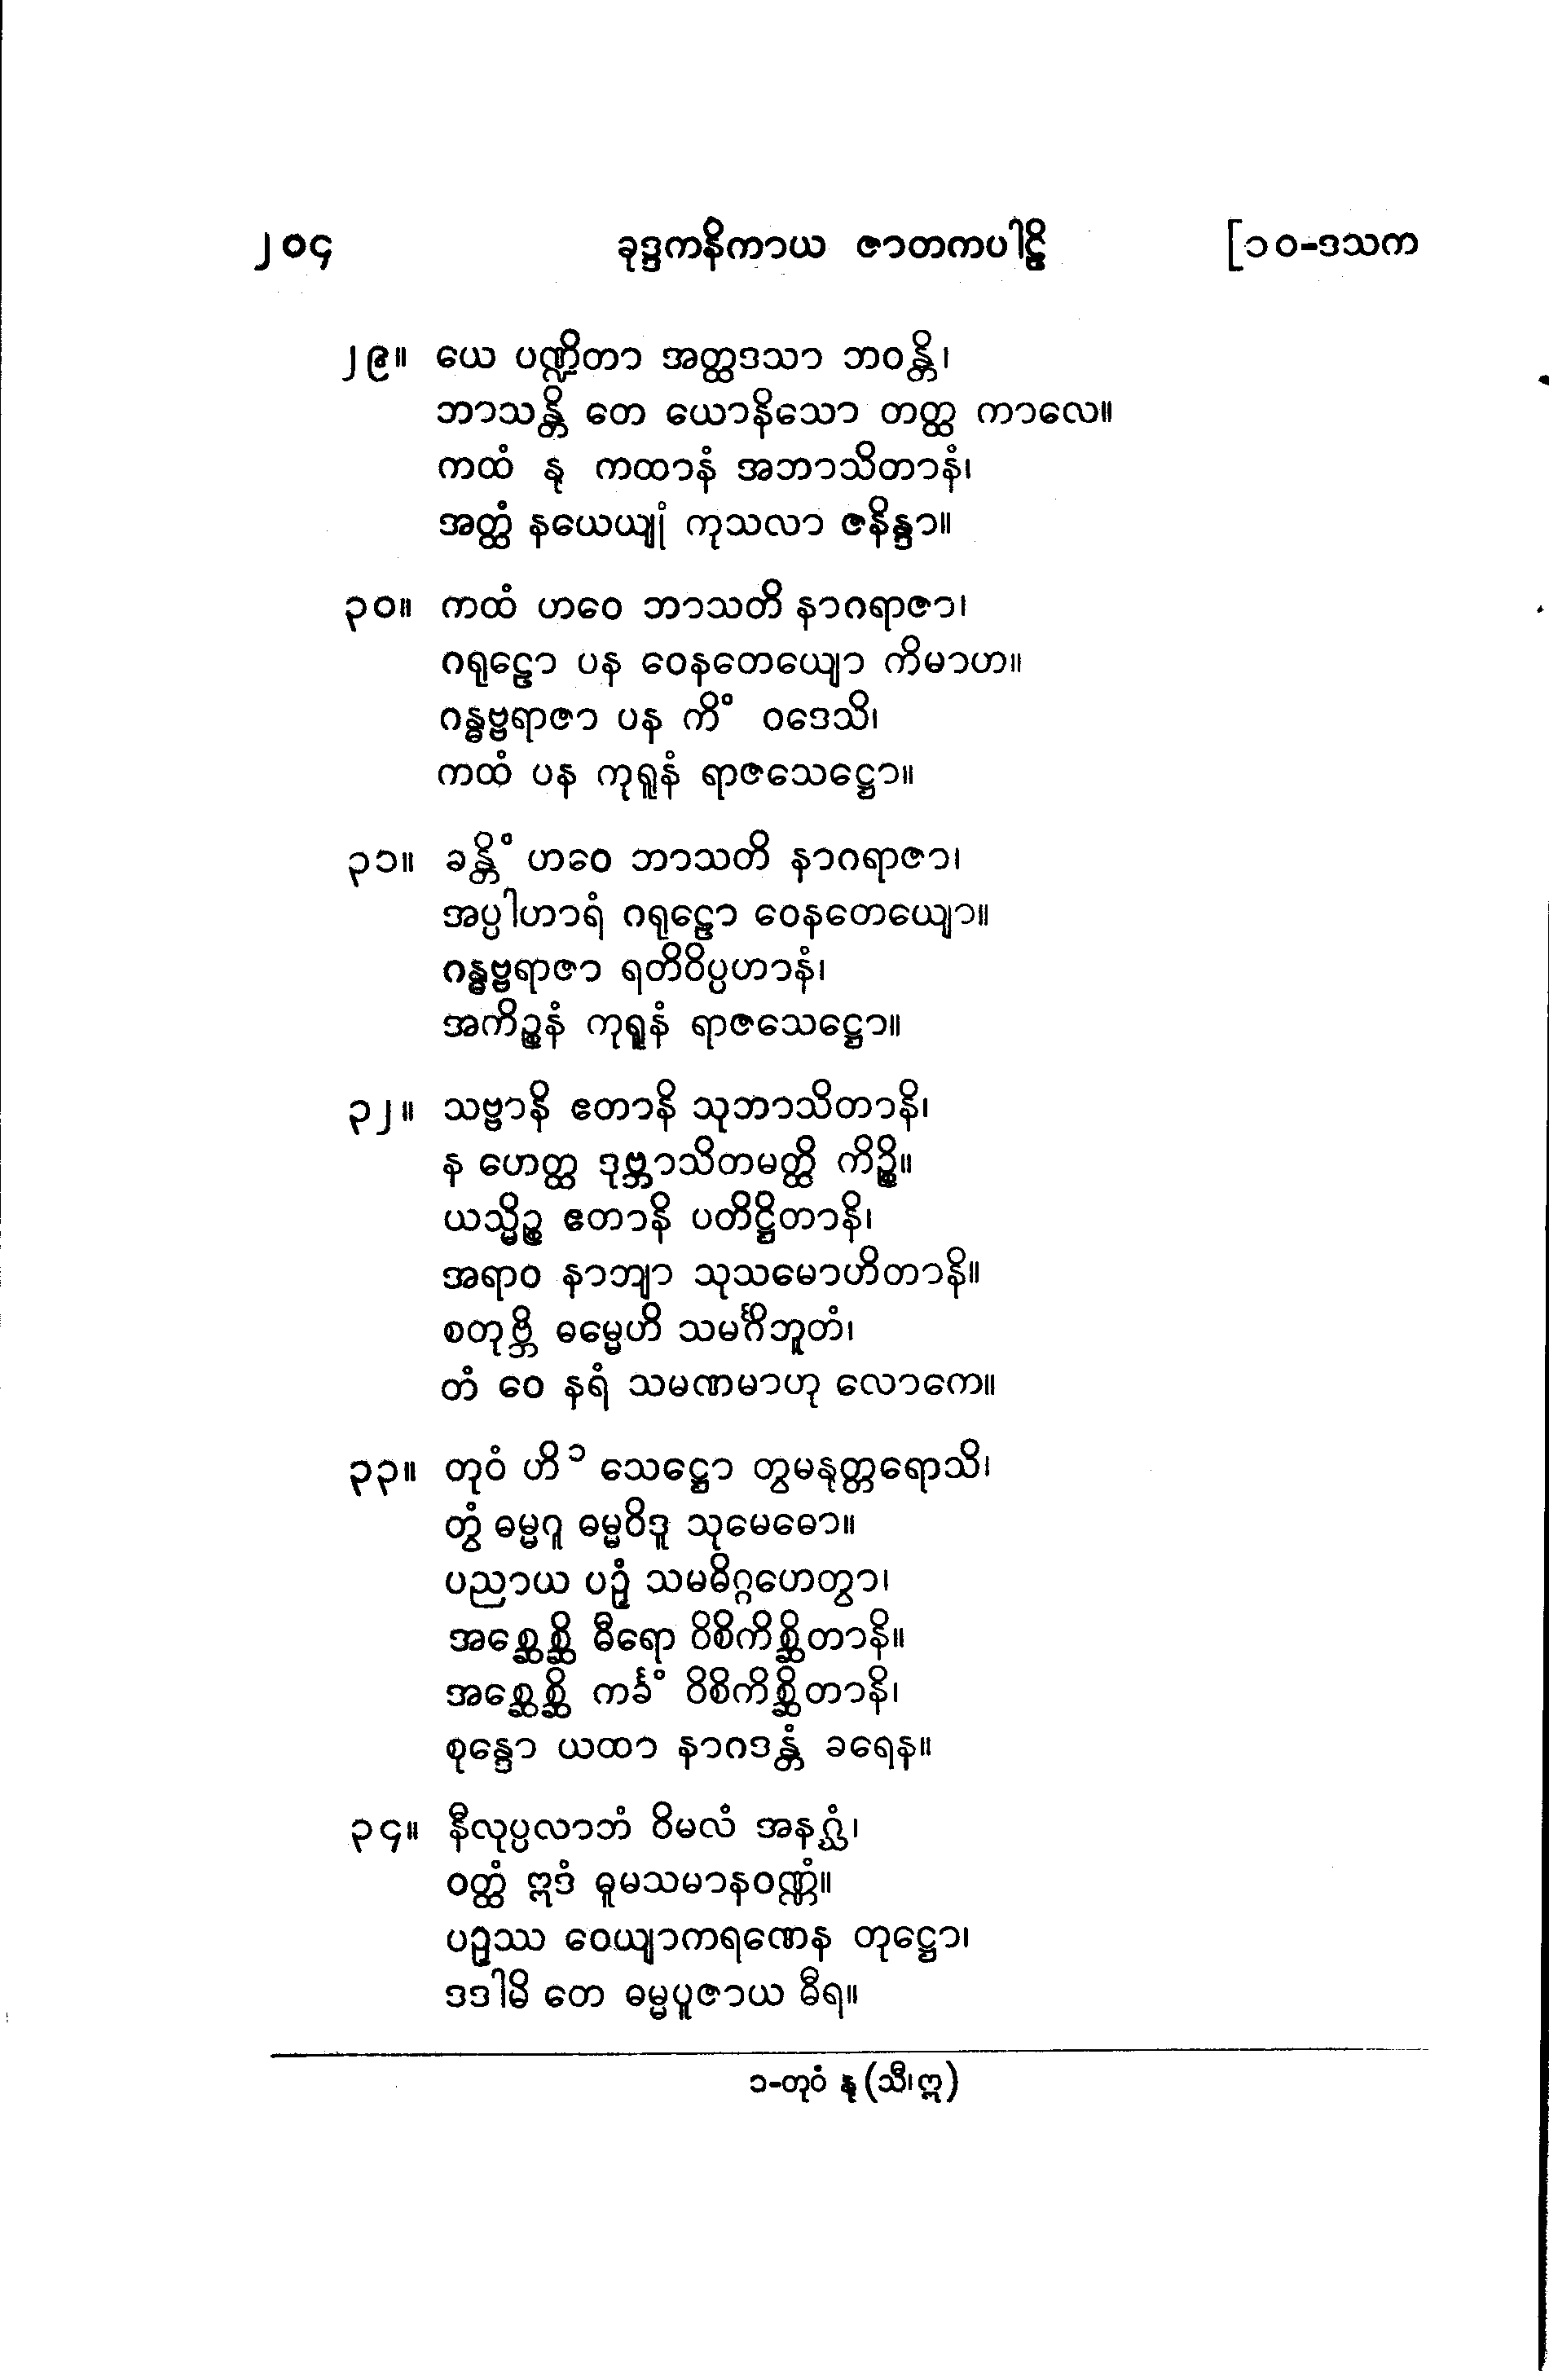 ၂၀၄ ခုဒ္ဒကနိကာယ ဇာတကပါဠိ [၁၀-ဒသက
၂၉။ ယေ ပဏ္ဍိတာ အတ္ထဒသာ ဘဝန္တိ၊
ဘာသန္တိ တေ ယောနိသော တတ္ထ ကာလေ။
ကထံ နု ကထာနံ အဘာသိတာနံ၊
အတ္ထံ နယေယျုံ ကုသလာ ဇနိန္ဒာ။
၃၀။ ကထံ ဟဝေ ဘာသတိ နာဂရာဇာ၊
ဂရုဠော ပန ဝေနတေယျော ကိမာဟ။
ဂန္ဓဗ္ဗရာဇာ ပန ကိံ ဝဒေသိ၊
ကထံ ပန ကုရူနံ ရာဇသေဋ္ဌော။
၃၁။ ခန္တိံ ဟဝေ ဘာသတိ နာဂရာဇာ၊
အပ္ပါဟာရံ ဂရုဠော ဝေနတေယျော။
ဂန္ဓဗ္ဗရာဇာ ရတိဝိပ္ပဟာနံ၊
အကိဉ္စနံ ကုရူနံ ရာဇသေဋ္ဌော။
၃၂။ သဗ္ဗာနိ ဧတာနိ သုဘာသိတာနိ၊
န ဟေတ္ထ ဒုဗ္ဘာသိတမတ္ထိ ကိဉ္စိ။
ယသ္မိဉ္စ ဧတာနိ ပတိဋ္ဌိတာနိ၊
အရာဝ နာဘျာ သုသမောဟိတာနိ။
စတုဗ္ဘိ ဓမ္မေဟိ သမင်္ဂိဘူတံ၊
တံ ဝေ နရံ သမဏမာဟု လောကေ။
၃၃။ တုဝံ ဟိ ၁ သေဋ္ဌော တွမနုတ္တရောသိ၊
တွံ ဓမ္မဂူ ဓမ္မဝိဒူ သုမေဓော။
ပညာယ ပဉှံ သမဓိဂ္ဂဟေတွာ၊
အစ္ဆေစ္ဆိ ဓီရော ဝိစိကိစ္ဆိတာနိ။
အစ္ဆေစ္ဆိ ကင်္ခံ ဝိစိကိစ္ဆိတာနိ၊
စုန္ဒော ယထာ နာဂဒန္တံ ခရေန။
၃၄။ နီလုပ္ပလာဘံ ဝိမလံ အနဂ္ဃံ၊
ဝတ္ထံ ဣဒံ ဓူမသမာနဝဏ္ဏံ။
ပဉှဿ ဝေယျာကရဏေန တုဋ္ဌော၊
ဒဒါမိ တေ ဓမ္မပူဇာယ ဓီရ။
၁-တုဝံ နု (သီ၊ဣ)